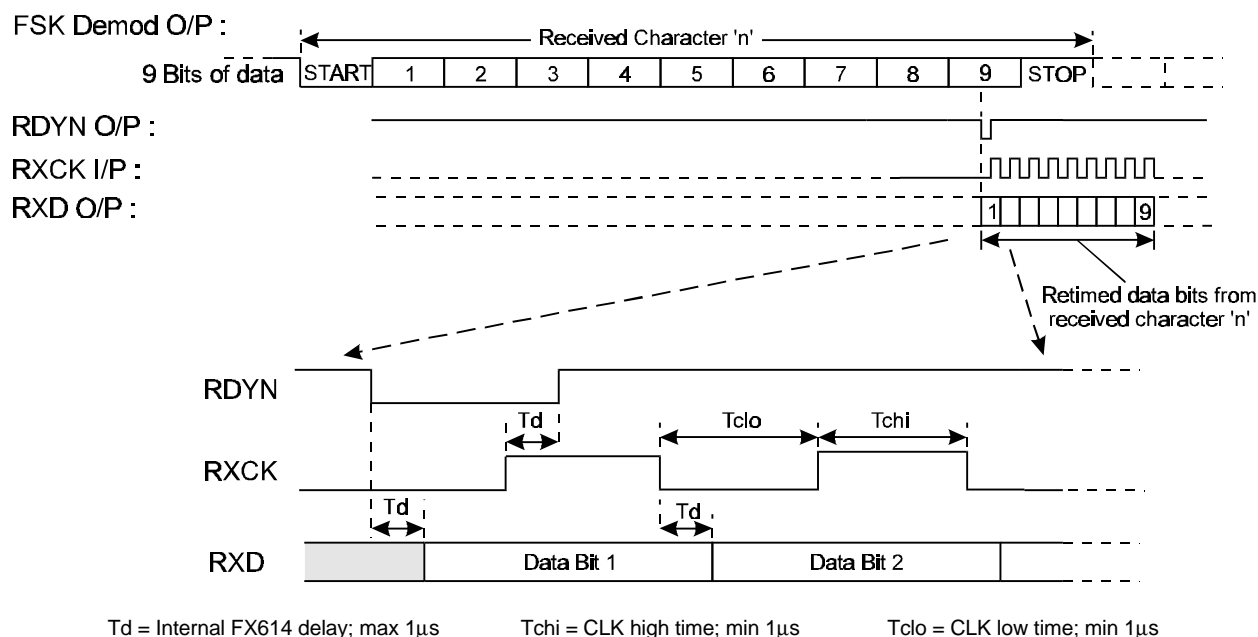 FSK Demod O/P :
Received Character 'n'
9 Bits of data START 1 2 3 4 5 6 7 8 9 STOP
RDYN O/P :
RXCK I/P :
RXD O/P :
1 9
Retimed data bits from
received character 'n'
RDYN
Td Tclo Tchi
RXCK
Td Td
RXD Data Bit 1 Data Bit 2
Td = Internal FX614 delay; max 1µs Tchi = CLK high time; min 1µs Tclo = CLK low time; min 1µs